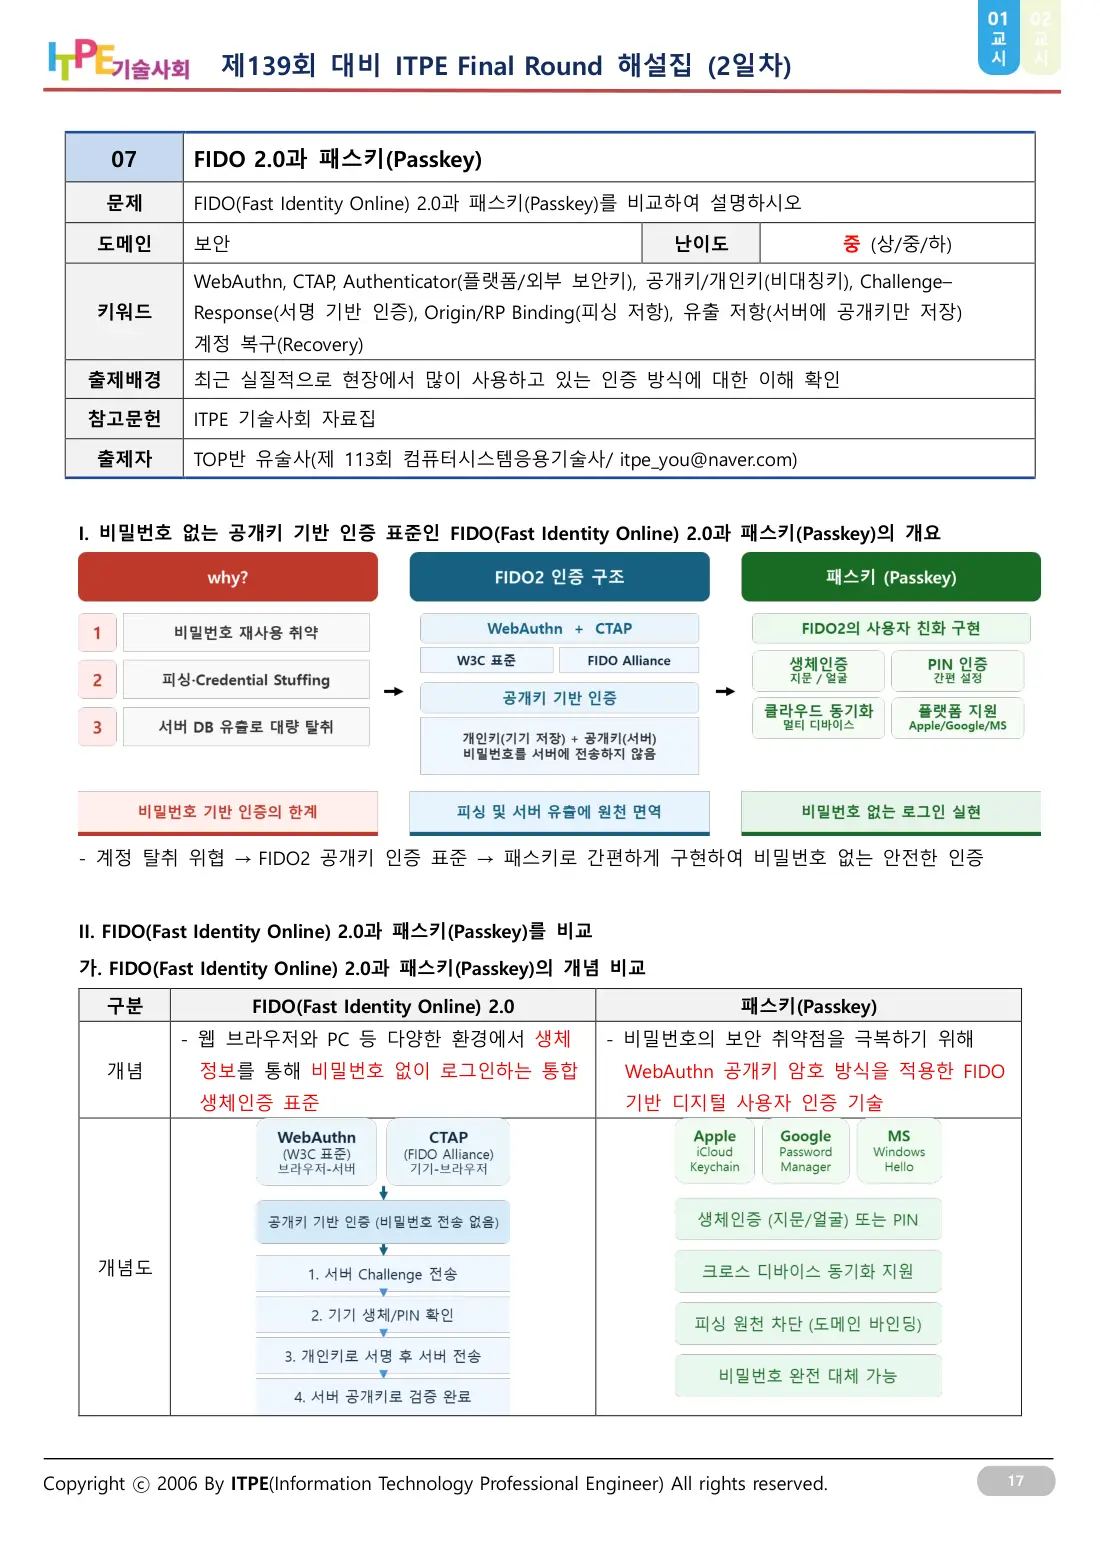 01
교
시
02
교
시
ITPE기술사회
제139회 대비 ITPE Final Round 해설집 (2일차)
07
FIDO 2.0과 패스키(Passkey)
문제
FIDO(Fast Identity Online) 2.0과 패스키(Passkey)를 비교하여 설명하시오
도메인
보안
난이도
중 (상/중/하)
키워드
WebAuthn, CTAP, Authenticator(플랫폼/외부 보안키), 공개키/개인키(비대칭키), Challenge–
Response(서명 기반 인증), Origin/RP Binding(피싱 저항), 유출 저항(서버에 공개키만 저장)
계정 복구(Recovery)
출제배경
최근 실질적으로 현장에서 많이 사용하고 있는 인증 방식에 대한 이해 확인
참고문헌
ITPE 기술사회 자료집
출제자
TOP반 유술사(제 113회 컴퓨터시스템응용기술사/ itpe_you@naver.com)
I. 비밀번호 없는 공개키 기반 인증 표준인 FIDO(Fast Identity Online) 2.0과 패스키(Passkey)의 개요
why?
1
비밀번호 재사용 취약
2
피싱·Credential Stuffing
3
서버 DB 유출로 대량 탈취
비밀번호 기반 인증의 한계
FIDO2 인증 구조
WebAuthn + CTAP
W3C 표준
FIDO Alliance
공개키 기반 인증
개인키(기기 저장) + 공개키(서버)
비밀번호를 서버에 전송하지 않음
피싱 및 서버 유출에 원천 면역
패스키 (Passkey)
FIDO2의 사용자 친화 구현
생체인증
지문 / 얼굴
PIN 인증
간편 설정
클라우드 동기화
멀티 디바이스
플랫폼 지원
Apple/Google/MS
비밀번호 없는 로그인 실현
- 계정 탈취 위협 → FIDO2 공개키 인증 표준 → 패스키로 간편하게 구현하여 비밀번호 없는 안전한 인증
II. FIDO(Fast Identity Online) 2.0과 패스키(Passkey)를 비교
가. FIDO(Fast Identity Online) 2.0과 패스키(Passkey)의 개념 비교
구분
FIDO(Fast Identity Online) 2.0
패스키(Passkey)
개념
- 웹 브라우저와 PC 등 다양한 환경에서 생체
정보를 통해 비밀번호 없이 로그인하는 통합
생체인증 표준
- 비밀번호의 보안 취약점을 극복하기 위해
WebAuthn 공개키 암호 방식을 적용한 FIDO
기반 디지털 사용자 인증 기술
개념도
WebAuthn
(W3C 표준)
브라우저-서버
CTAP
(FIDO Alliance)
기기-브라우저
공개키 기반 인증 (비밀번호 전송 없음)
1. 서버 Challenge 전송
2. 기기 생체/PIN 확인
3. 개인키로 서명 후 서버 전송
4. 서버 공개키로 검증 완료
Apple
iCloud
Keychain
Google
Password
Manager
MS
Windows
Hello
생체인증 (지문/얼굴) 또는 PIN
크로스 디바이스 동기화 지원
피싱 원천 차단 (도메인 바인딩)
비밀번호 완전 대체 가능
Copyright ⓒ 2006 By ITPE(Information Technology Professional Engineer) All rights reserved.
17